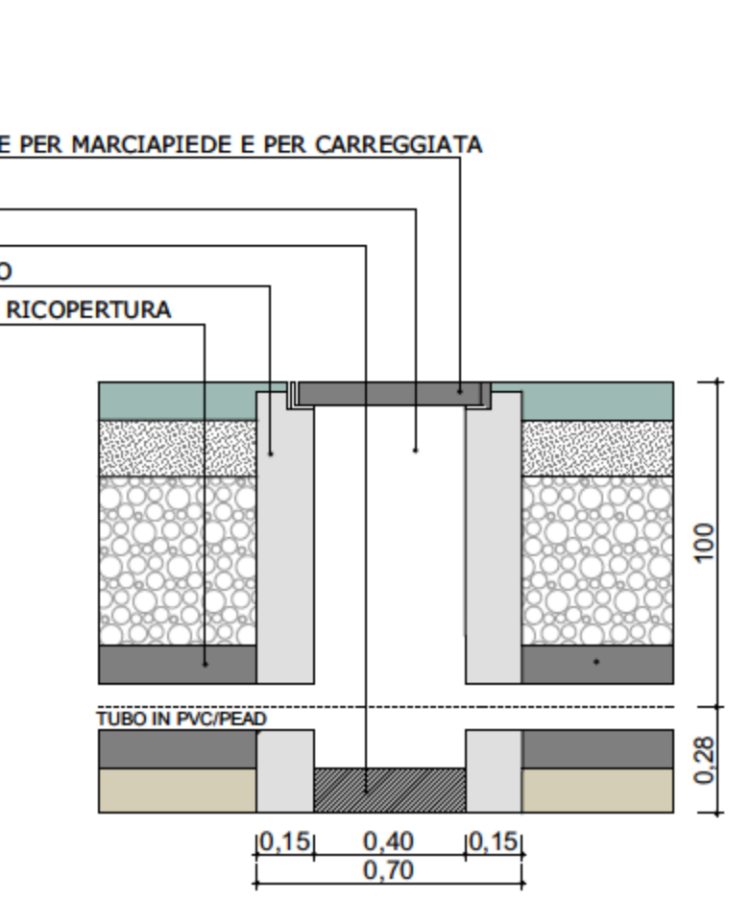 E PER MARCIAPIEDE E PER CARREGGIATA
O
RICOPERTURA
100
TUBO IN PVC/PEAD
0,28
0,15 0,40 0,15
0,70